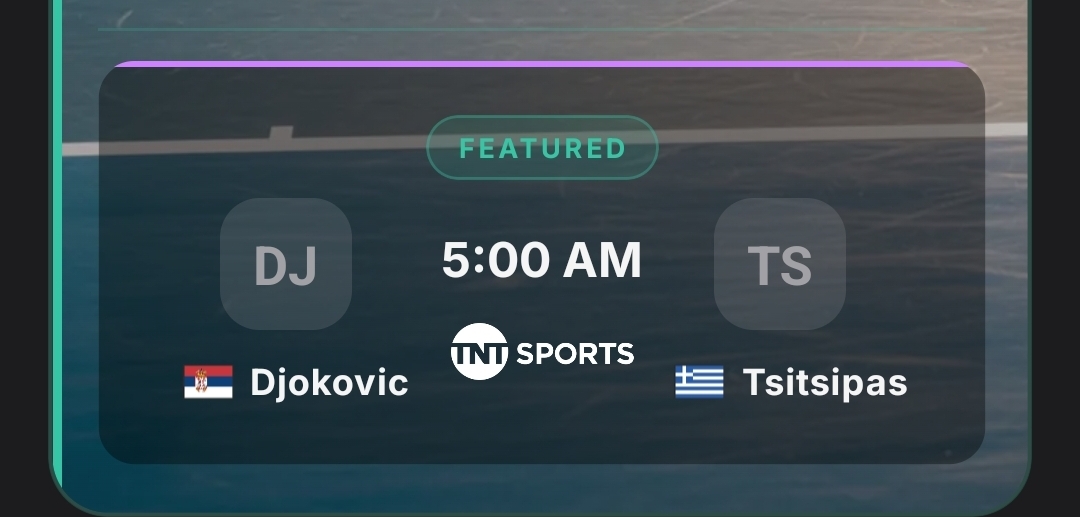 FEATURED
DJ
5:00 AM
TS
TNT SPORTS
Djokovic
Tsitsipas